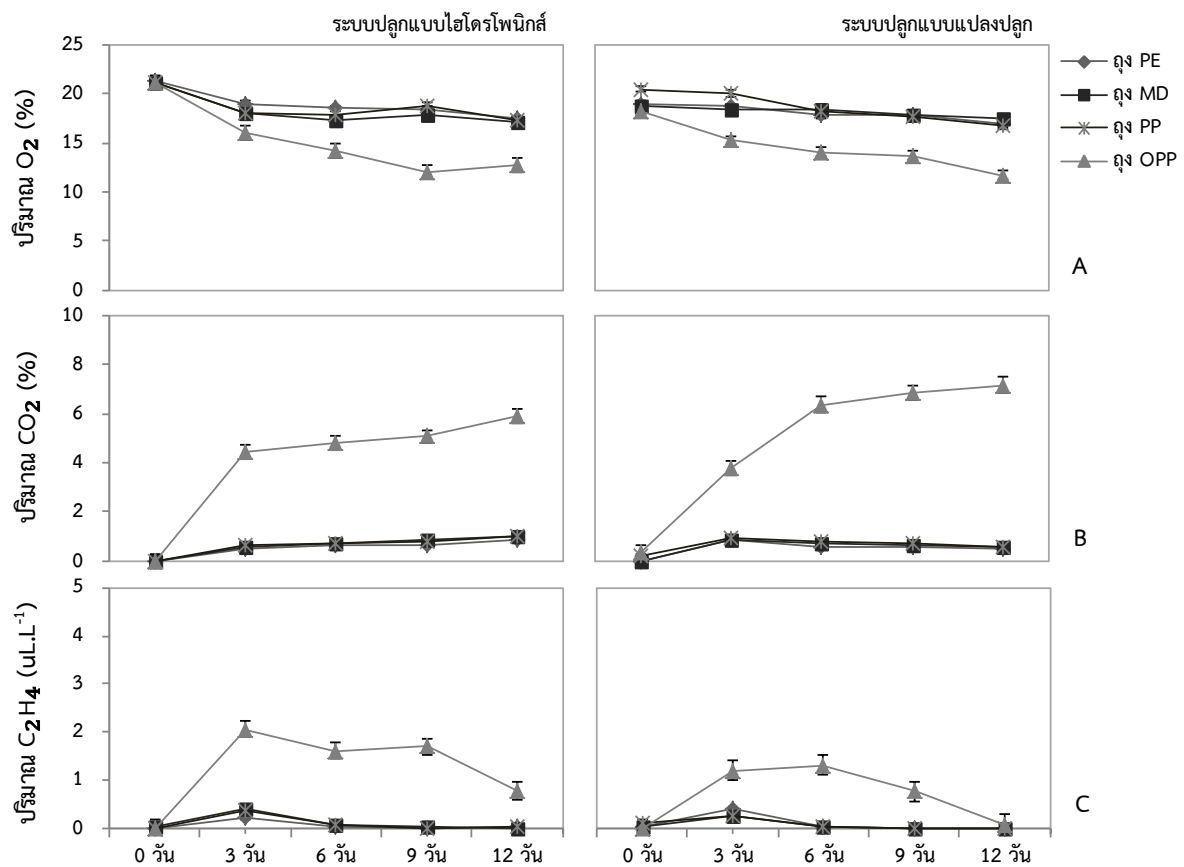 ระบบปลูกแบบไฮโดรโพนิกส์
ระบบปลูกแบบแปลงปลูก
ถุง PE
ถุง MD
ถุง PP
ถุง OPP
ปริมาณ O2 (%)
25
20
15
10
5
0
A
ปริมาณ CO2 (%)
10
8
6
4
2
0
B
ปริมาณ C2H4 (uL.L-1)
5
4
3
2
1
0
C
0 วัน 3 วัน 6 วัน 9 วัน 12 วัน
0 วัน 3 วัน 6 วัน 9 วัน 12 วัน